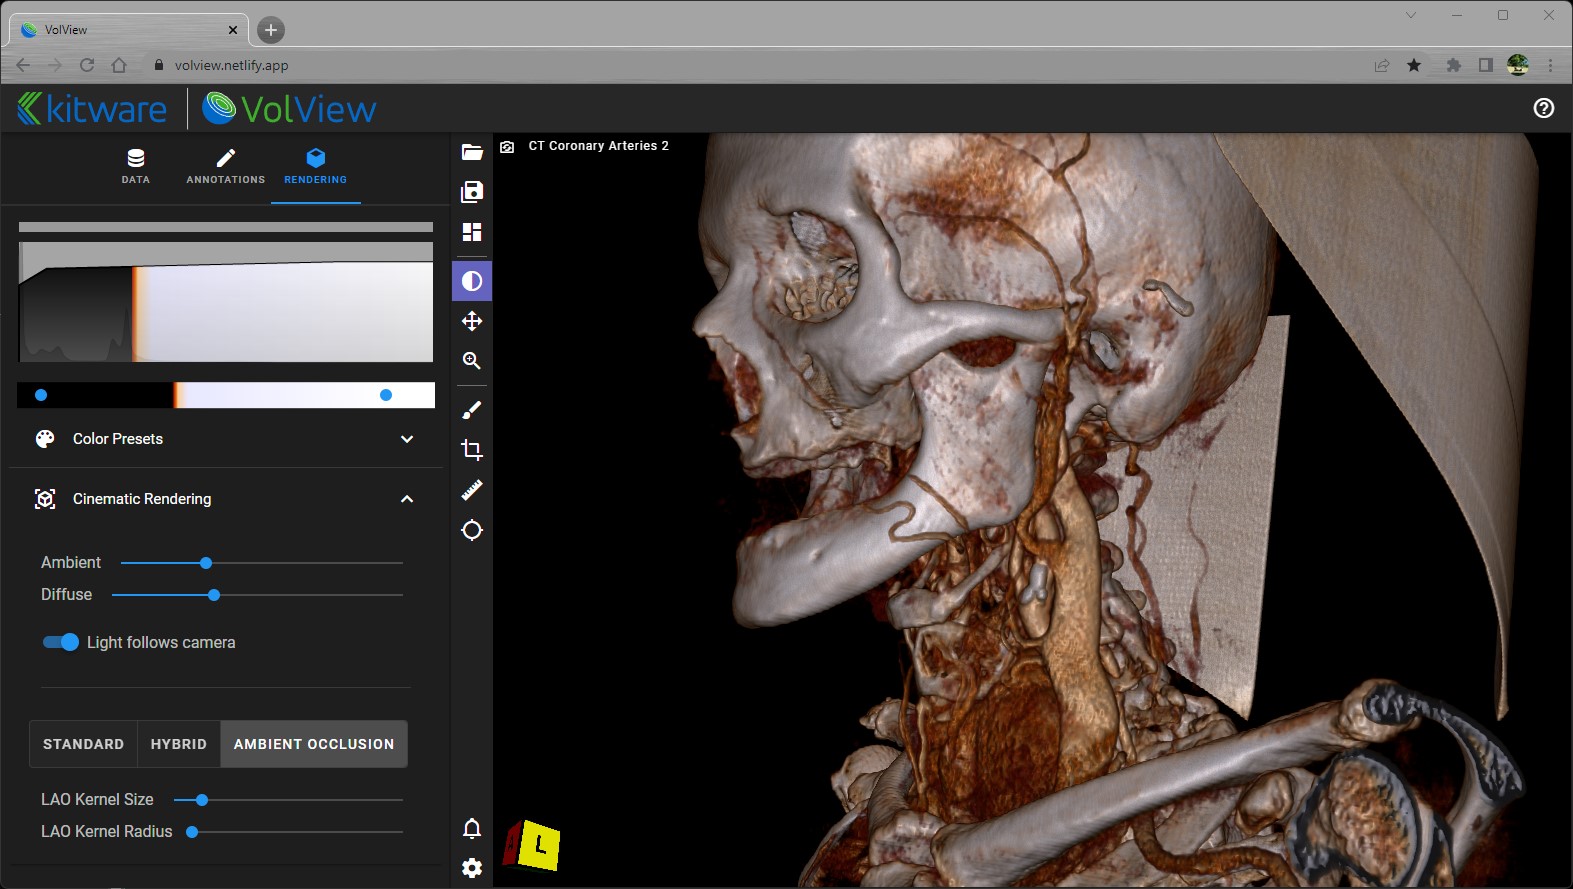 VolView
volview.netlify.app
kitware
VolView
DATA
ANNOTATIONS
RENDERING
CT Coronary Arteries 2
Color Presets
Cinematic Rendering
Ambient
Diffuse
Light follows camera
STANDARD
HYBRID
AMBIENT OCCLUSION
LAO Kernel Size
LAO Kernel Radius
L